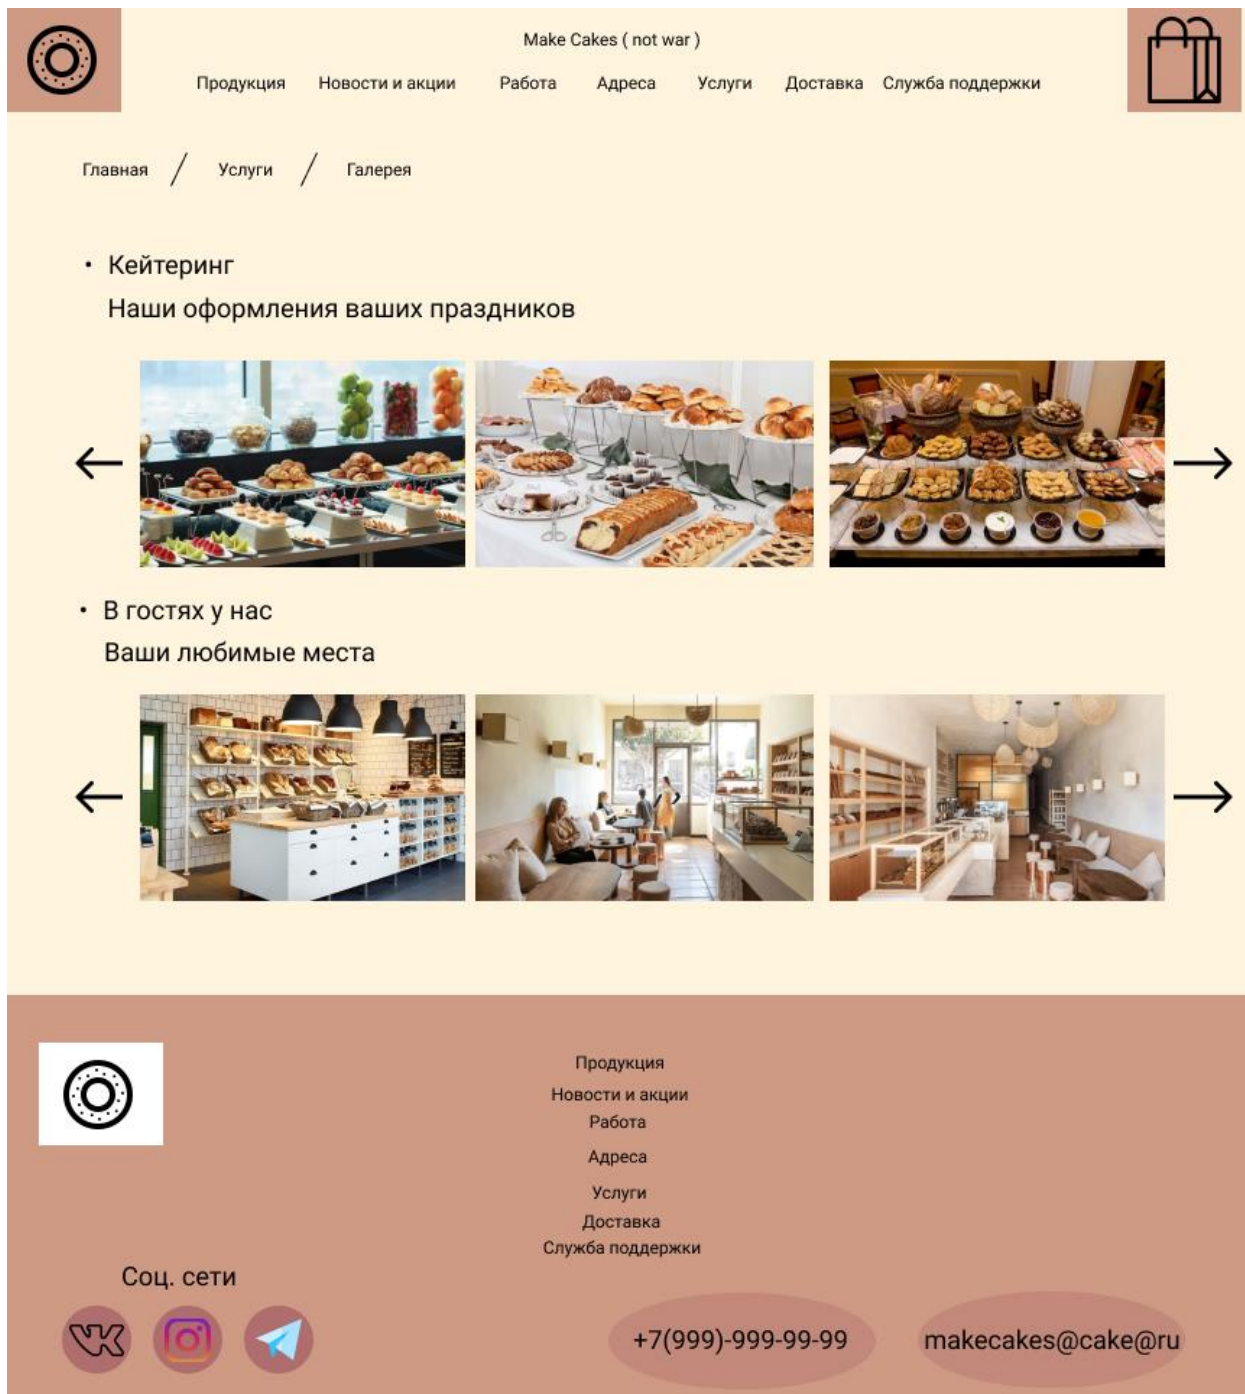 Make Cakes ( not war )
Продукция Новости и акции Работа Адреса Услуги Доставка Служба поддержки
Главная / Услуги / Галерея
• Кейтеринг
Наши оформления ваших праздников
• В гостях у нас
Ваши любимые места
Продукция
Новости и акции
Работа
Адреса
Услуги
Доставка
Служба поддержки
Соц. сети
+7(999)-999-99-99 makecakes@cake@ru